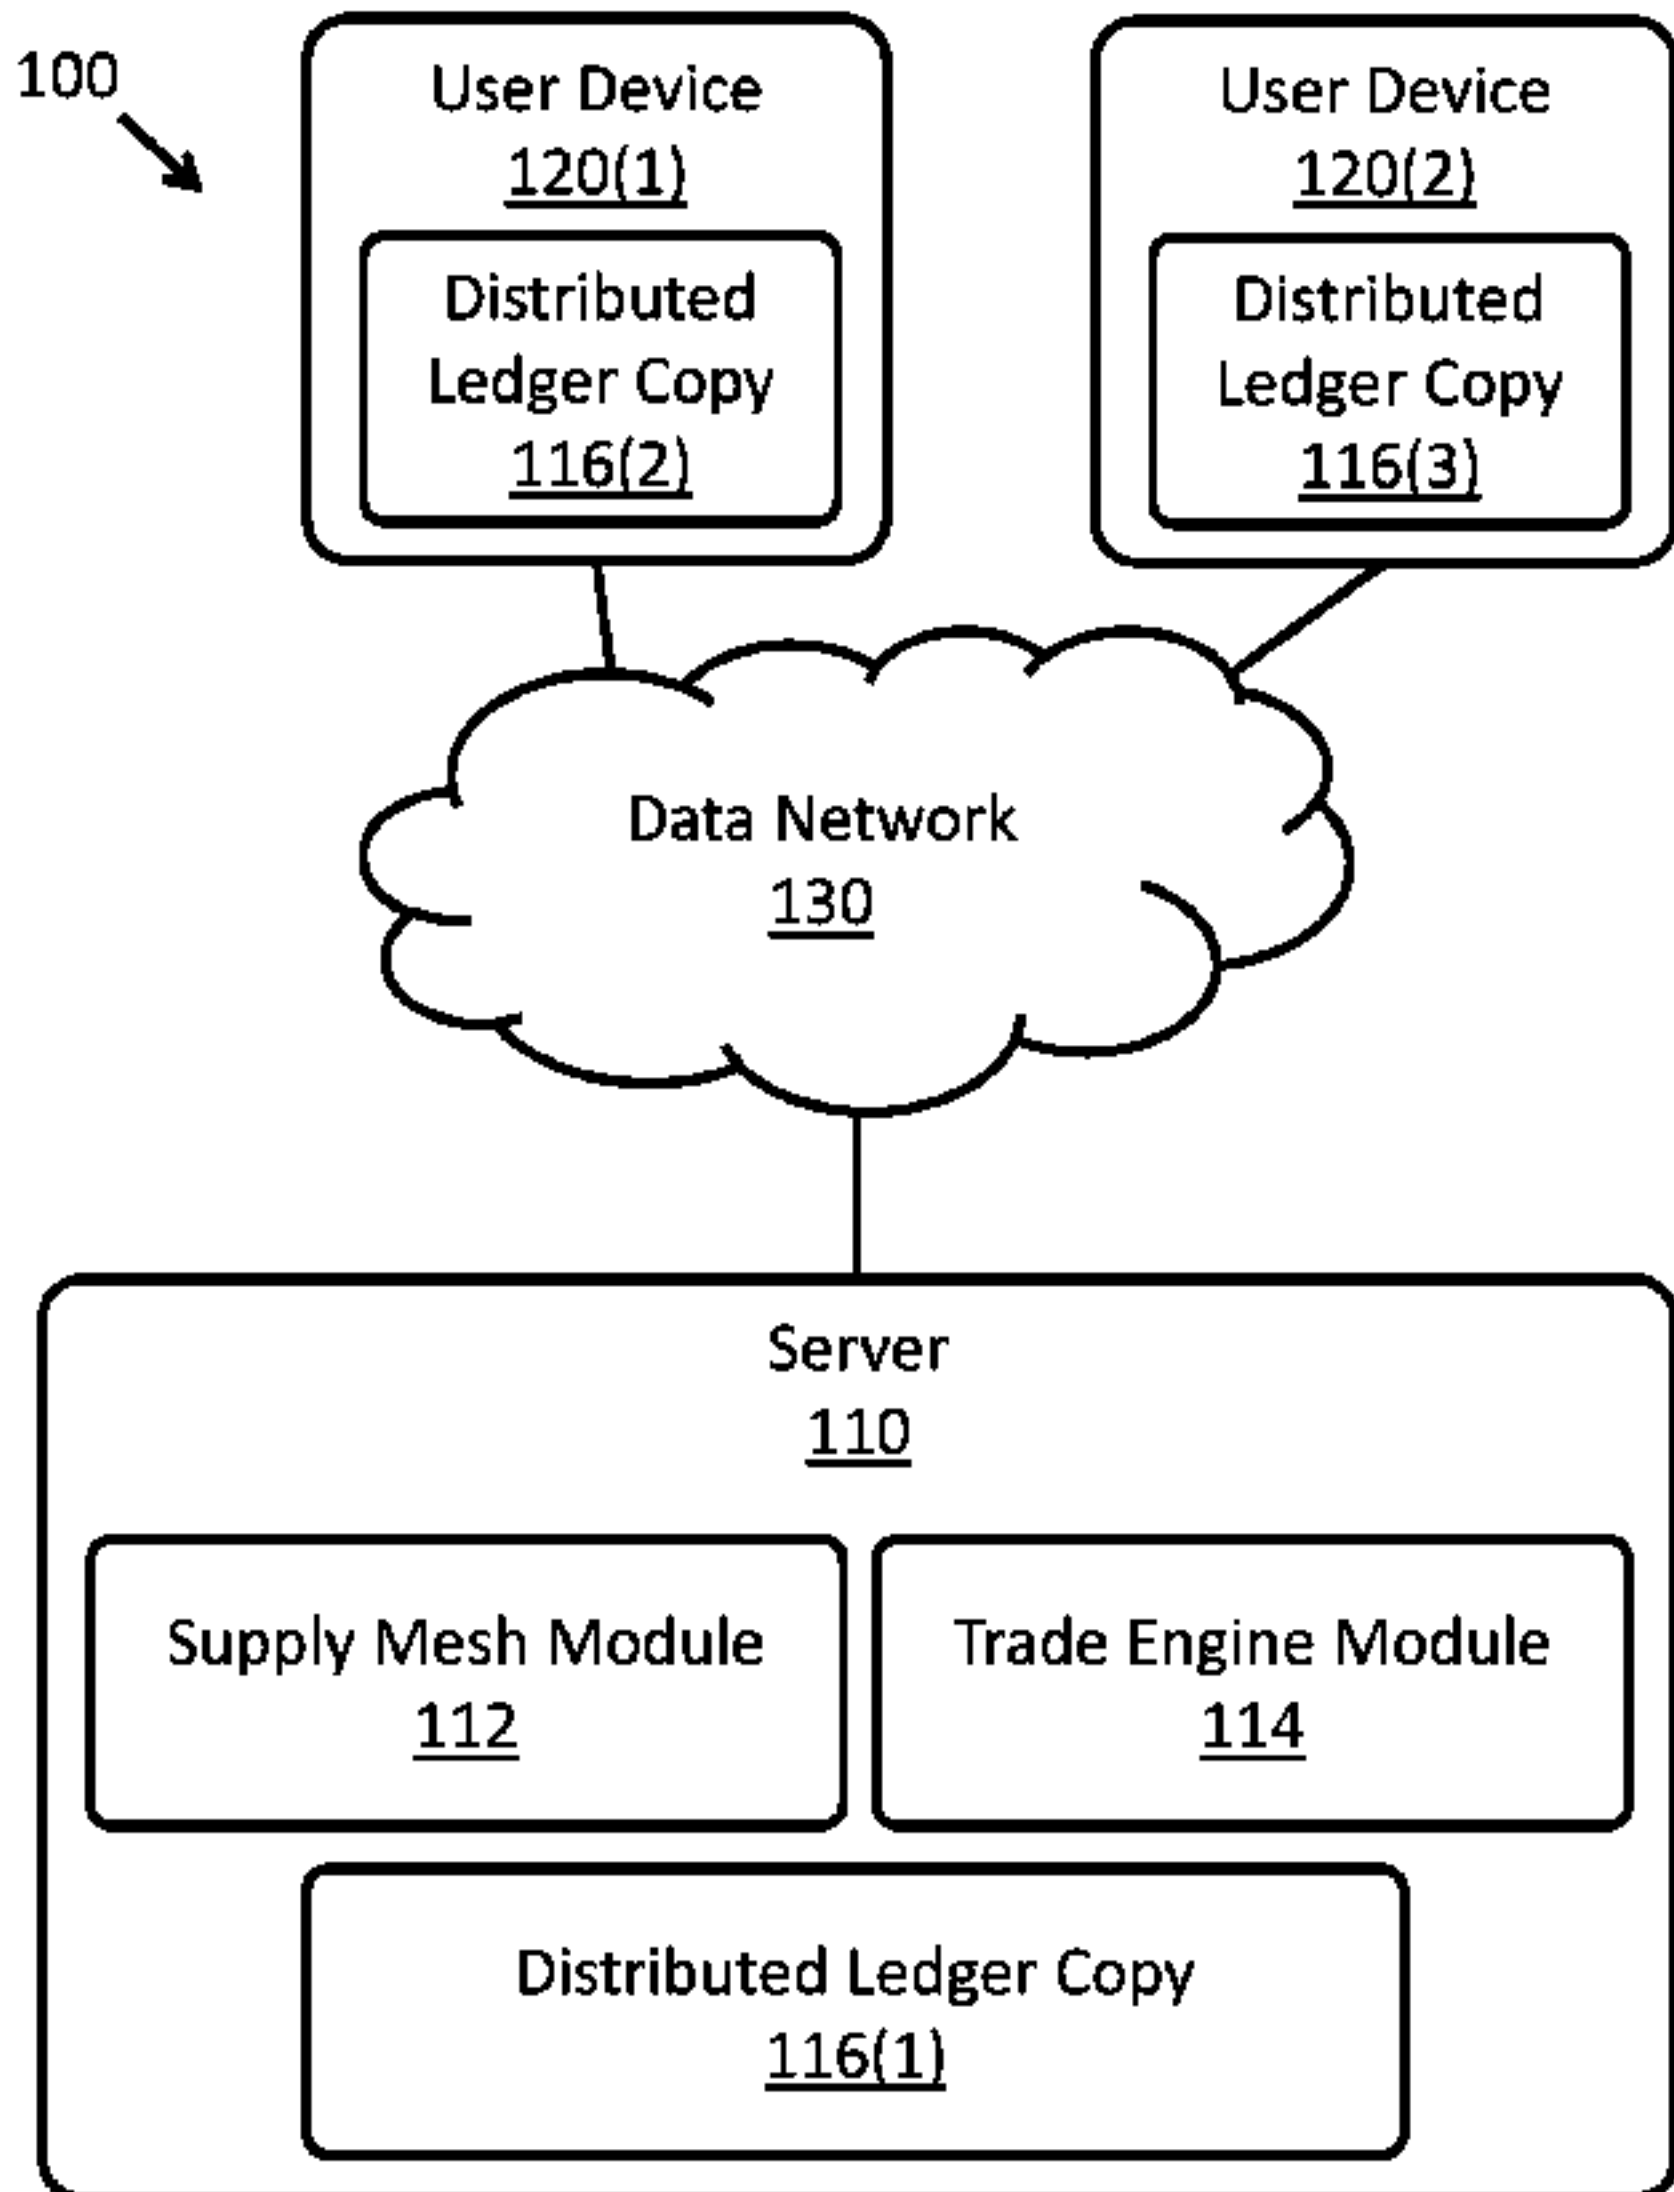 100
User Device
120(1)
Distributed
Ledger Copy
116(2)
User Device
120(2)
Distributed
Ledger Copy
116(3)
Data Network
130
Server
110
Supply Mesh Module
112
Trade Engine Module
114
Distributed Ledger Copy
116(1)